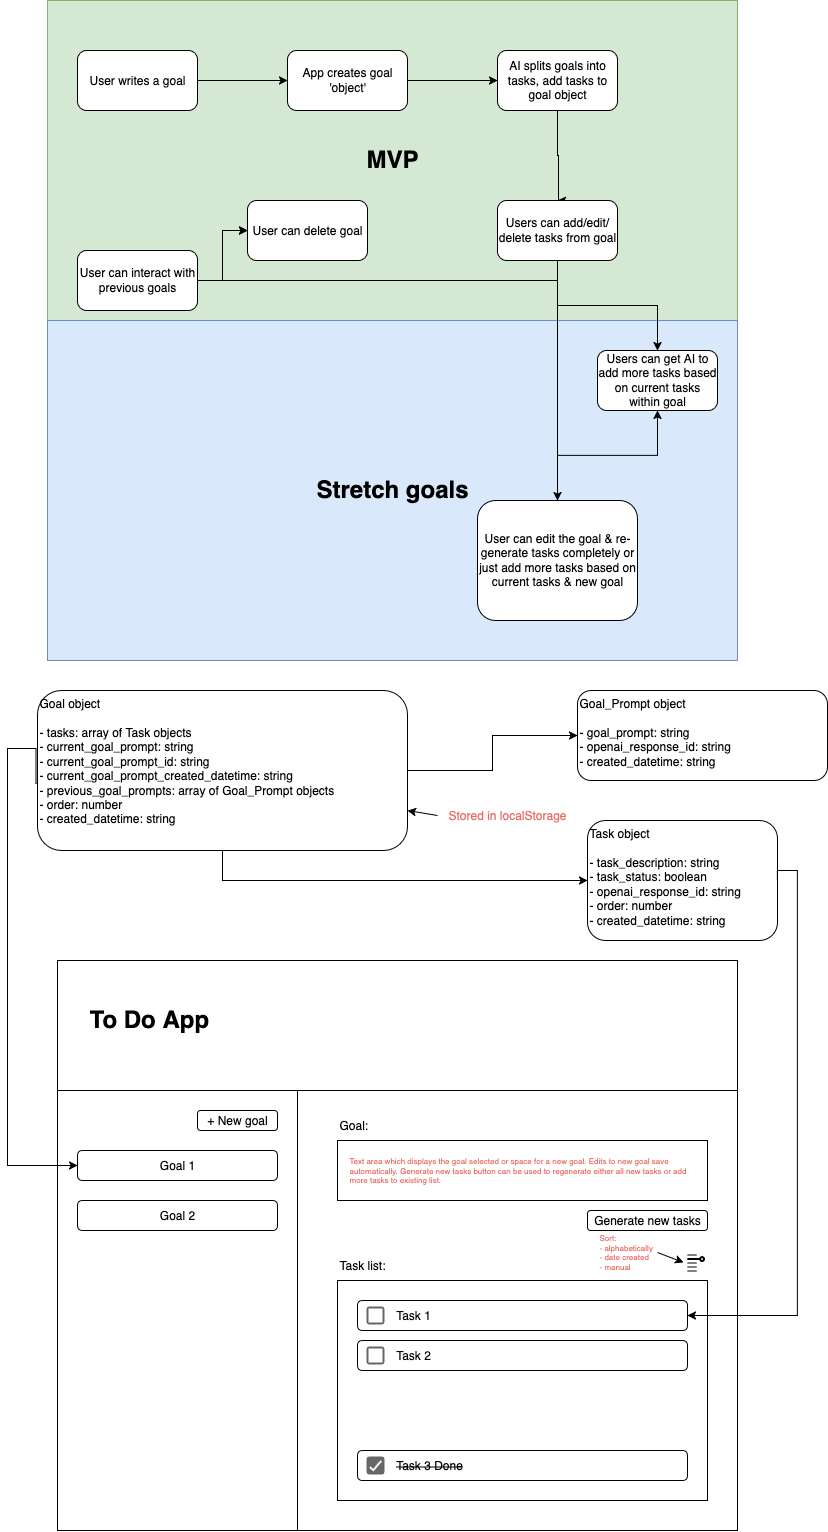 User writes a goal
App creates goal
'object'
AI splits goals into
tasks, add tasks to
goal object
MVP
User can delete goal
Users can add/edit/
delete tasks from goal
User can interact with
previous goals
Users can get AI to
add more tasks based
on current tasks
within goal
Stretch goals
User can edit the goal & re-
generate tasks completely or
just add more tasks based on
current tasks & new goal
Goal object
- tasks: array of Task objects
- current_goal_prompt: string
- current_goal_prompt_id: string
- current_goal_prompt_created_datetime: string
- previous_goal_prompts: array of Goal_Prompt objects
- order: number
- created_datetime: string
Goal_Prompt object
- goal_prompt: string
- openai_response_id: string
- created_datetime: string
Stored in localStorage
Task object
- task_description: string
- task_status: boolean
- openai_response_id: string
- order: number
- created_datetime: string
To Do App
+ New goal
Goal 1
Goal 2
Goal:
Text area which displays the goal selected or space for a new goal. Edits to new goal save
automatically. Generate new tasks button can be used to regenerate either all new tasks or add
more tasks to existing list.
Generate new tasks
Sort:
- alphabetically
- date created
- manual
Task list:
Task 1
Task 2
Task 3 Done